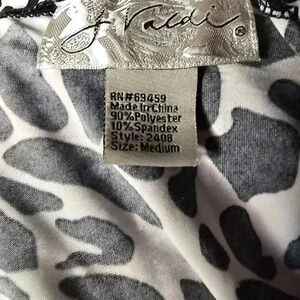 J Valdi ®
RN#69459
Made in China
90%Polyester
10%Spandex
Style: 2408
Size: Medium